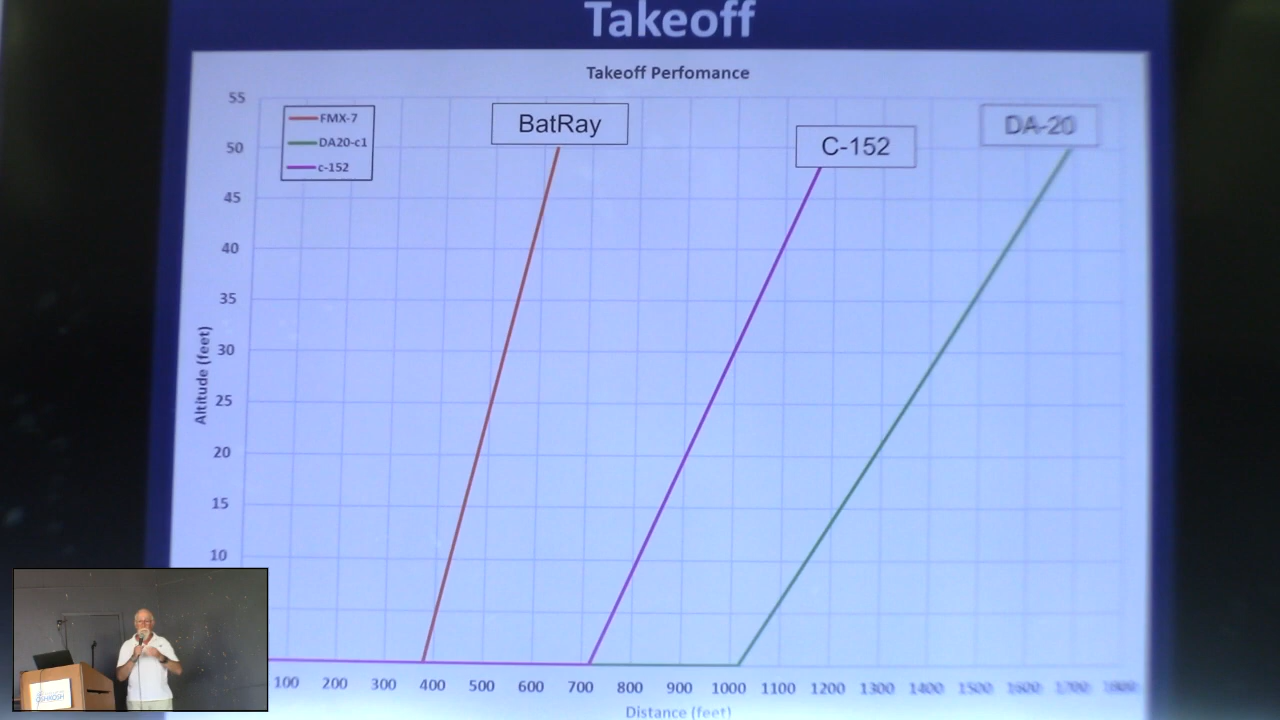 Takeoff
Takeoff Perfomance
FMX-7
DA20-c1
c-152
BatRay
C-152
DA-20
55
50
45
40
35
30
25
20
15
10
Altitude (feet)
100 200 300 400 500 600 700 800 900 1000 1100 1200 1300 1400 1500 1600 1700 1800
Distance (feet)
OSHKOSH